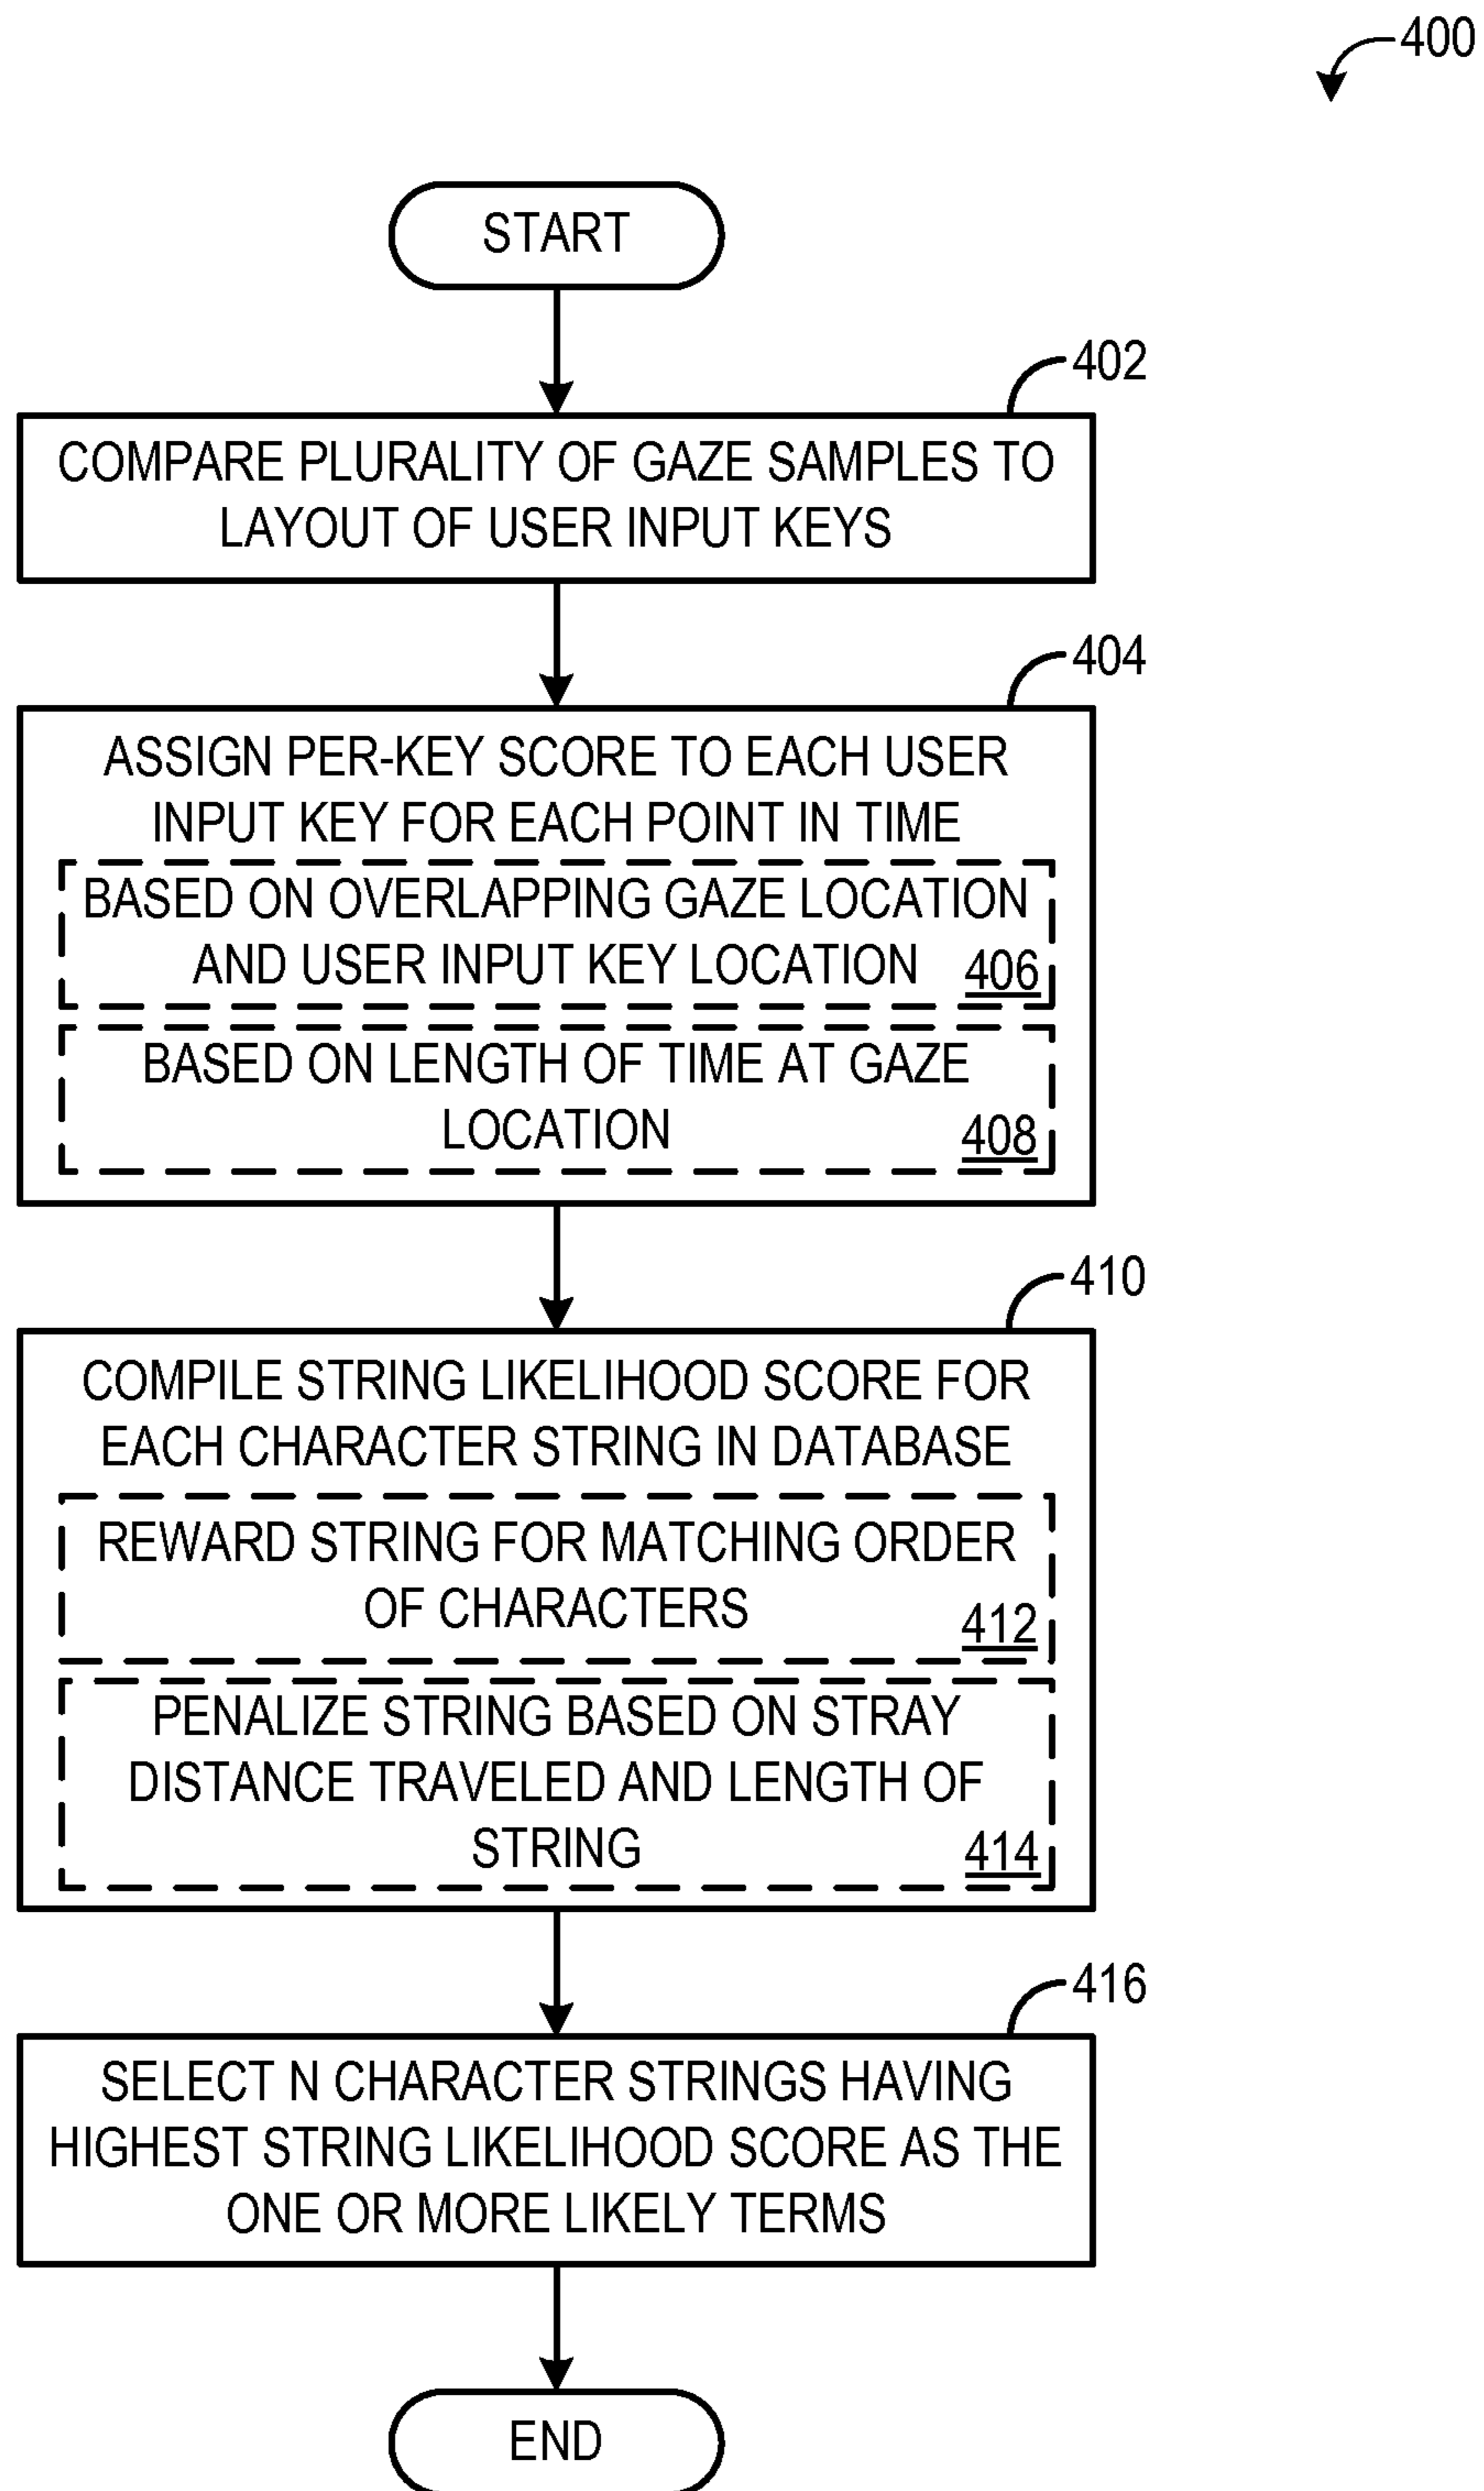 400
START
402
COMPARE PLURALITY OF GAZE SAMPLES TO
LAYOUT OF USER INPUT KEYS
404
ASSIGN PER-KEY SCORE TO EACH USER
INPUT KEY FOR EACH POINT IN TIME
BASED ON OVERLAPPING GAZE LOCATION
AND USER INPUT KEY LOCATION 406
BASED ON LENGTH OF TIME AT GAZE
LOCATION 408
410
COMPILE STRING LIKELIHOOD SCORE FOR
EACH CHARACTER STRING IN DATABASE
REWARD STRING FOR MATCHING ORDER
OF CHARACTERS 412
PENALIZE STRING BASED ON STRAY
DISTANCE TRAVELED AND LENGTH OF
STRING 414
416
SELECT N CHARACTER STRINGS HAVING
HIGHEST STRING LIKELIHOOD SCORE AS THE
ONE OR MORE LIKELY TERMS
END